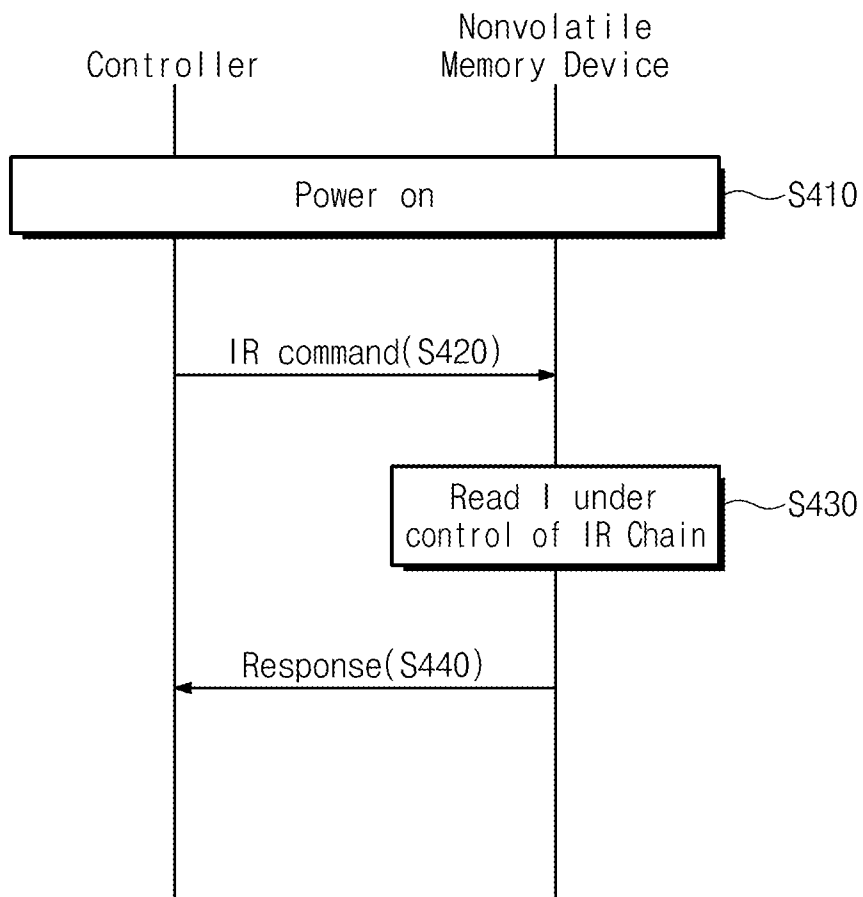 Controller
Nonvolatile
Memory Device
Power on
S410
IR command(S420)
Read I under
control of IR Chain
S430
Response(S440)